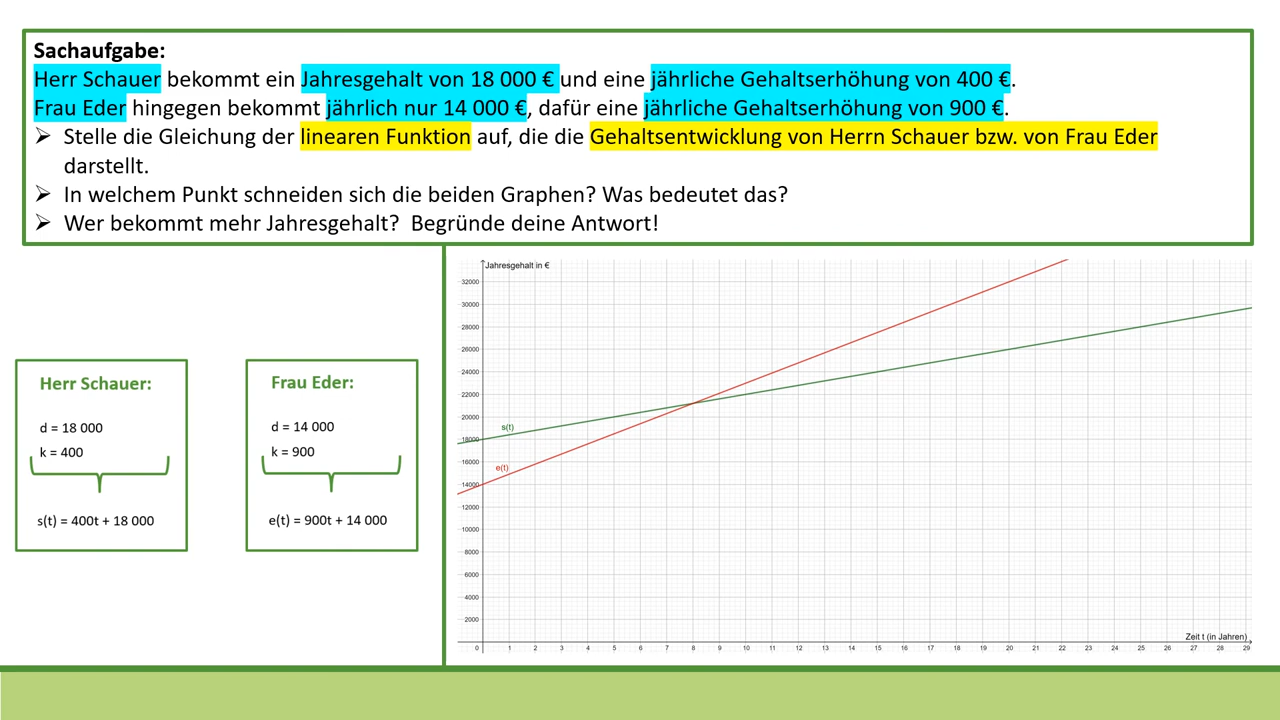 Sachaufgabe:
Herr Schauer bekommt ein Jahresgehalt von 18 000 € und eine jährliche Gehaltserhöhung von 400 €.
Frau Eder hingegen bekommt jährlich nur 14 000 €, dafür eine jährliche Gehaltserhöhung von 900 €.
➢ Stelle die Gleichung der linearen Funktion auf, die die Gehaltsentwicklung von Herrn Schauer bzw. von Frau Eder
darstellt.
➢ In welchem Punkt schneiden sich die beiden Graphen? Was bedeutet das?
➢ Wer bekommt mehr Jahresgehalt? Begründe deine Antwort!
Herr Schauer:
d = 18 000
k = 400
s(t) = 400t + 18 000
Frau Eder:
d = 14 000
k = 900
e(t) = 900t + 14 000
Jahresgehalt in €
32000
30000
28000
26000
24000
22000
20000
18000
16000
14000
12000
10000
8000
6000
4000
2000
s(t)
e(t)
Zeit t (in Jahren)
0 1 2 3 4 5 6 7 8 9 10 11 12 13 14 15 16 17 18 19 20 21 22 23 24 25 26 27 28 29